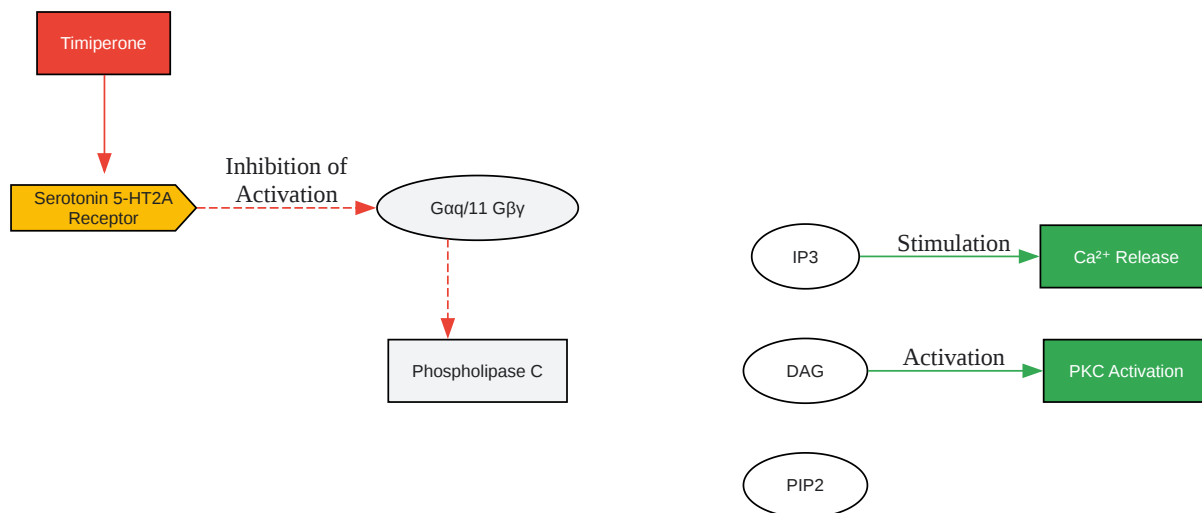 Timiperone
Serotonin 5-HT2A
Receptor
Inhibition of
Activation
Gαq/11 Gβγ
Phospholipase C
IP3
Stimulation
Ca²⁺ Release
DAG
Activation
PKC Activation
PIP2